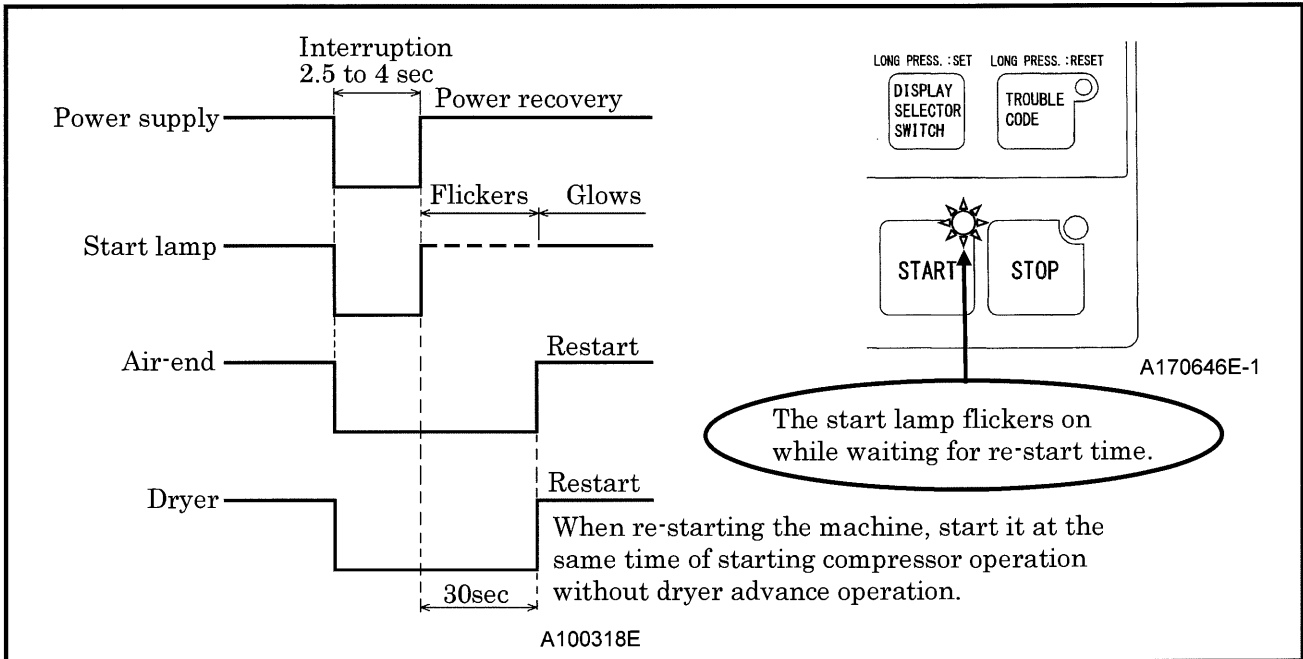 Interruption
2.5 to 4 sec
Power supply
Power recovery
Flickers
Glows
Start lamp
Air-end
Restart
Dryer
Restart
30sec
When re-starting the machine, start it at the
same time of starting compressor operation
without dryer advance operation.
A100318E
LONG PRESS. :SET
LONG PRESS. :RESET
DISPLAY
SELECTOR
SWITCH
TROUBLE
CODE
START
STOP
A170646E-1
The start lamp flickers on
while waiting for re-start time.